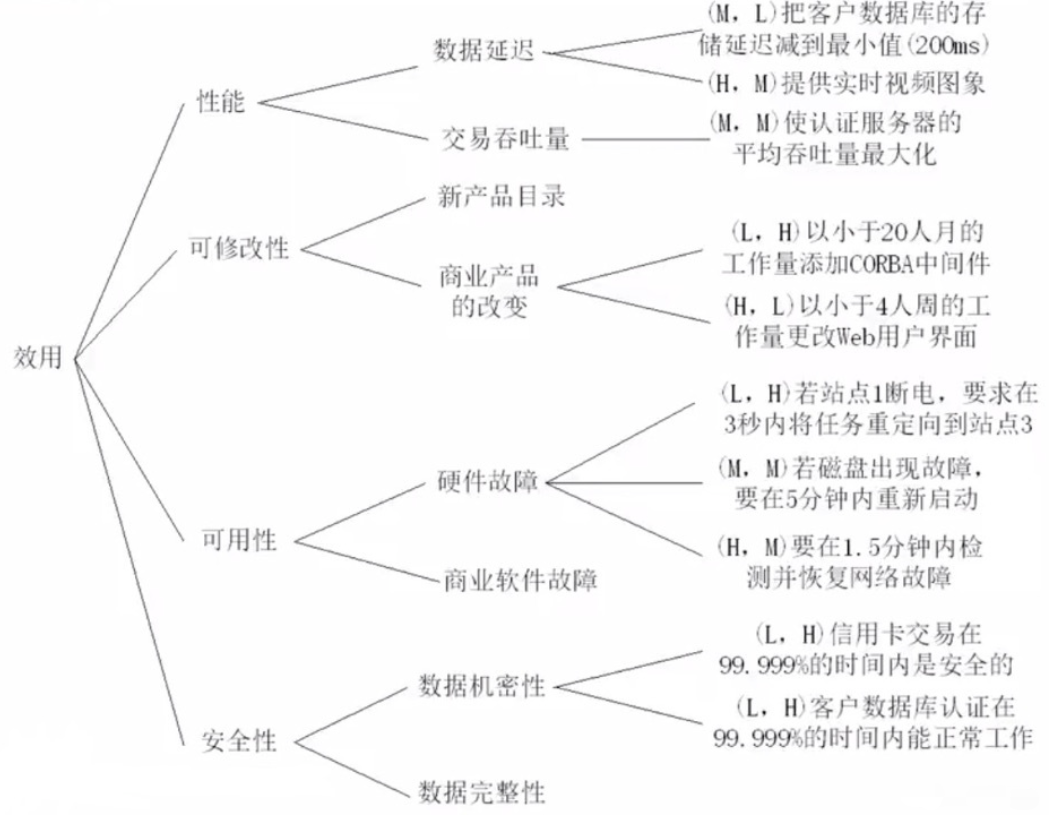 效用
性能
数据延迟
(M，L)把客户数据库的存
储延迟减到最小值(200ms)
(H，M)提供实时视频图象
交易吞吐量
(M，M)使认证服务器的
平均吞吐量最大化
可修改性
新产品目录
商业产品
的改变
(L，H)以小于20人月的
工作量添加CORBA中间件
(H，L)以小于4人周的工
作量更改Web用户界面
可用性
硬件故障
(L，H)若站点1断电，要求在
3秒内将任务重定向到站点3
(M，M)若磁盘出现故障，
要在5分钟内重新启动
(H，M)要在1.5分钟内检
测并恢复网络故障
商业软件故障
安全性
数据机密性
(L，H)信用卡交易在
99.999%的时间内是安全的
(L，H)客户数据库认证在
99.999%的时间内能正常工作
数据完整性